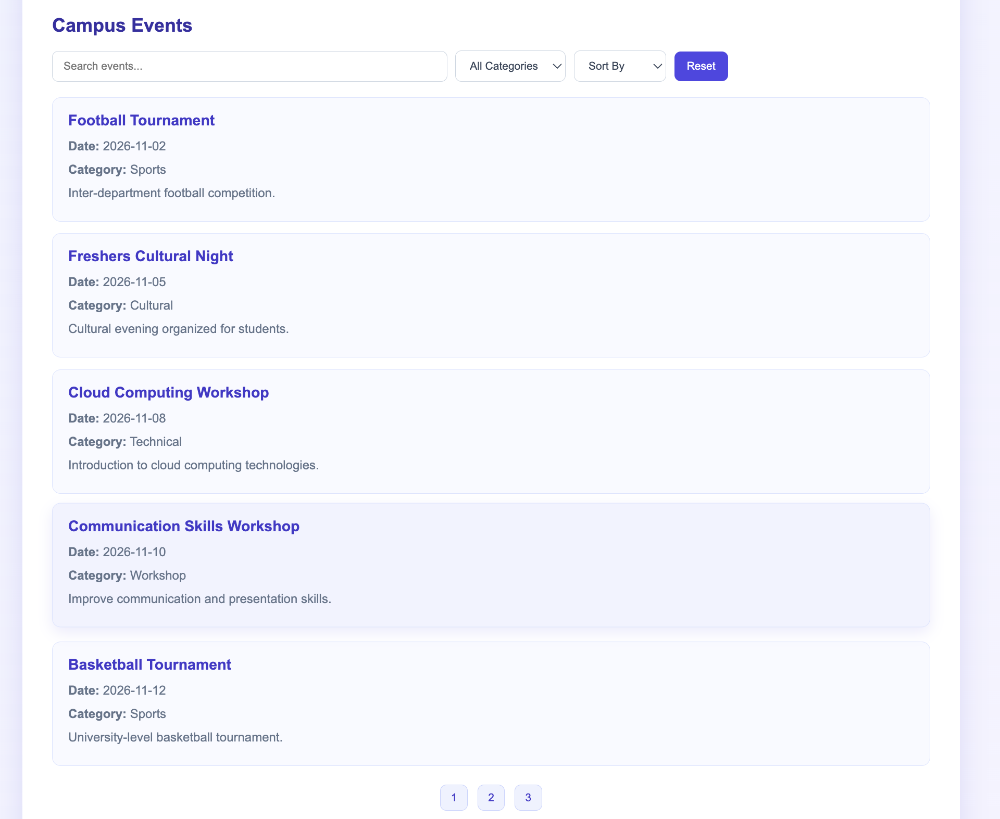 Campus Events
Search events...
All Categories
Sort By
Reset
Football Tournament
Date: 2026-11-02
Category: Sports
Inter-department football competition.
Freshers Cultural Night
Date: 2026-11-05
Category: Cultural
Cultural evening organized for students.
Cloud Computing Workshop
Date: 2026-11-08
Category: Technical
Introduction to cloud computing technologies.
Communication Skills Workshop
Date: 2026-11-10
Category: Workshop
Improve communication and presentation skills.
Basketball Tournament
Date: 2026-11-12
Category: Sports
University-level basketball tournament.
1 2 3